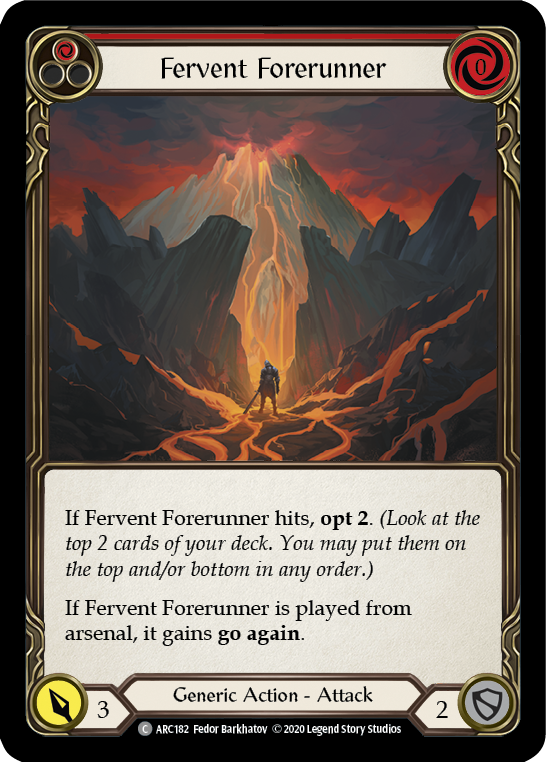 Fervent Forerunner
0
If Fervent Forerunner hits, opt 2. (Look at the
top 2 cards of your deck. You may put them on
the top and/or bottom in any order.)
If Fervent Forerunner is played from
arsenal, it gains go again.
3
Generic Action - Attack
2
C ARC182 Fedor Barkhatov © 2020 Legend Story Studios